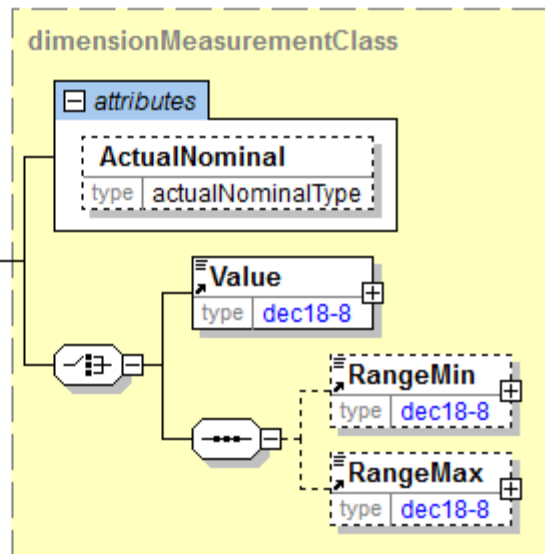 dimensionMeasurementClass
attributes
ActualNominal
type actualNominalType
Value
type dec18-8
RangeMin
type dec18-8
RangeMax
type dec18-8